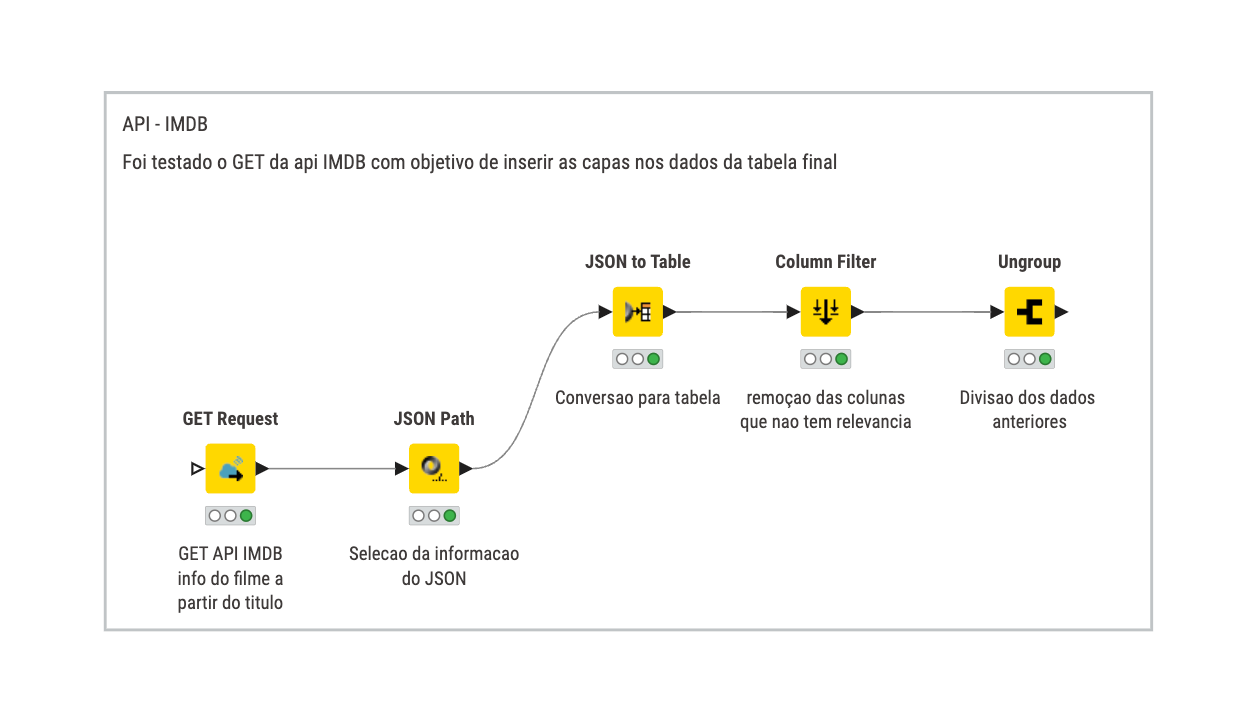 API - IMDB
Foi testado o GET da api IMDB com objetivo de inserir as capas nos dados da tabela final
JSON to Table
Column Filter
Ungroup
Conversao para tabela
remoçao das colunas
que nao tem relevancia
Divisao dos dados
anteriores
GET Request
JSON Path
GET API IMDB
info do filme a
partir do titulo
Selecao da informacao
do JSON